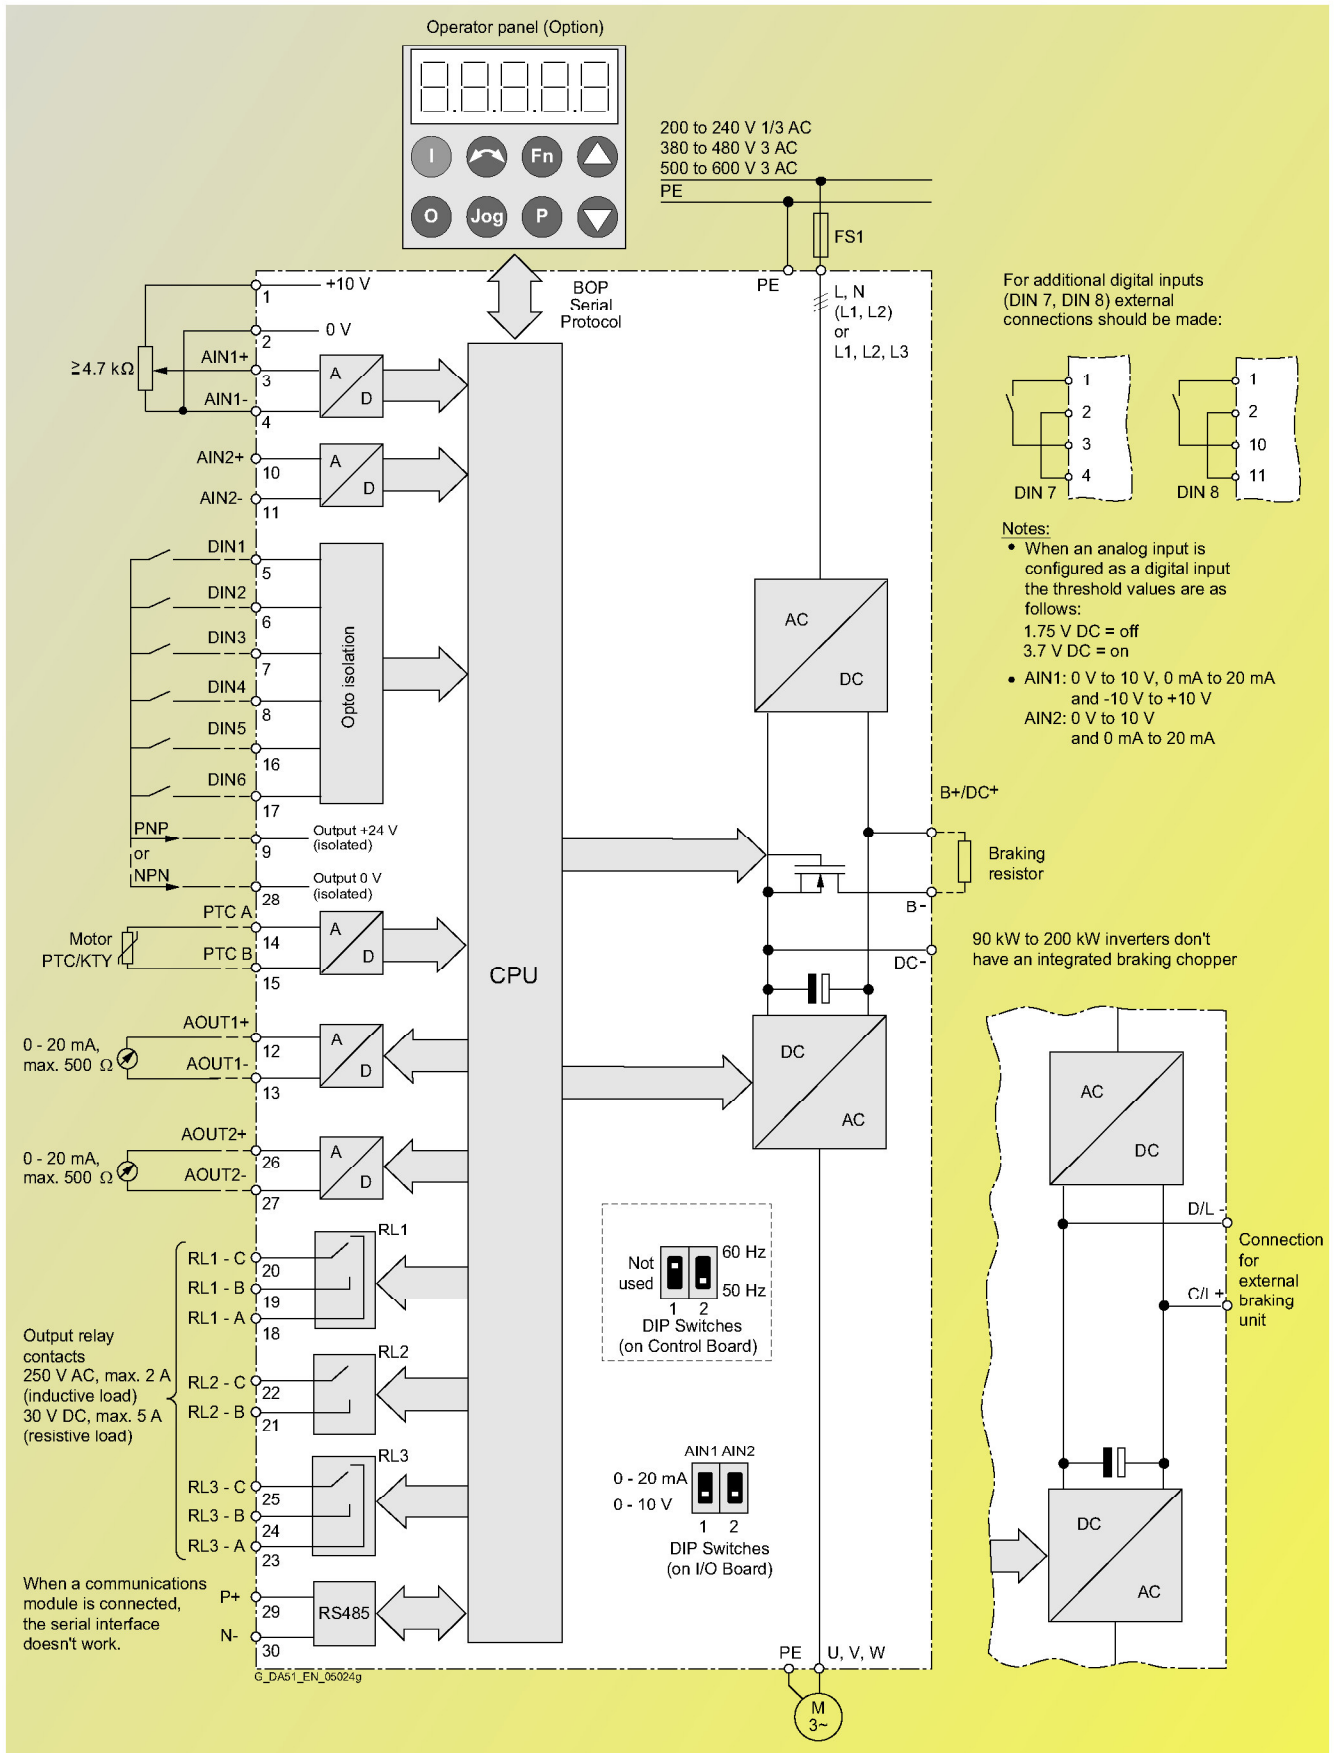 Operator panel (Option)
8.8.8.8.8
I
Fn
O
Jog
P
200 to 240 V 1/3 AC
380 to 480 V 3 AC
500 to 600 V 3 AC
PE
FS1
PE
L, N
(L1, L2)
or
L1, L2, L3
BOP
Serial
Protocol
1
+10 V
2
0 V
≧4.7 kΩ
AIN1+
3
AIN1-
4
A
D
AIN2+
10
AIN2-
11
A
D
DIN1
5
DIN2
6
DIN3
7
DIN4
8
DIN5
16
DIN6
17
Opto isolation
PNP
or
NPN
9
Output +24 V
(isolated)
28
Output 0 V
(isolated)
Motor
PTC/KTY
PTC A
14
PTC B
15
A
D
CPU
0 - 20 mA,
max. 500 Ω
AOUT1+
12
AOUT1-
13
A
D
0 - 20 mA,
max. 500 Ω
AOUT2+
26
AOUT2-
27
A
D
Output relay
contacts
250 V AC, max. 2 A
(inductive load)
30 V DC, max. 5 A
(resistive load)
RL1
RL1 - C
20
RL1 - B
19
RL1 - A
18
RL2
RL2 - C
22
RL2 - B
21
RL3
RL3 - C
25
RL3 - B
24
RL3 - A
23
When a communications
module is connected,
the serial interface
doesn't work.
P+
29
N-
30
RS485
G_DA51_EN_05024g
AC
DC
B+/DC+
Braking
resistor
B-
DC-
DC
AC
Not
used
60 Hz
50 Hz
1 2
DIP Switches
(on Control Board)
AIN1 AIN2
0 - 20 mA
0 - 10 V
1 2
DIP Switches
(on I/O Board)
PE
U, V, W
M
3~
For additional digital inputs
(DIN 7, DIN 8) external
connections should be made:
1
2
3
4
DIN 7
1
2
10
11
DIN 8
Notes:
• When an analog input is
configured as a digital input
the threshold values are as
follows:
1.75 V DC = off
3.7 V DC = on
• AIN1: 0 V to 10 V, 0 mA to 20 mA
and -10 V to +10 V
AIN2: 0 V to 10 V
and 0 mA to 20 mA
90 kW to 200 kW inverters don't
have an integrated braking chopper
AC
DC
D/L -
C/L +
Connection
for
external
braking
unit
DC
AC